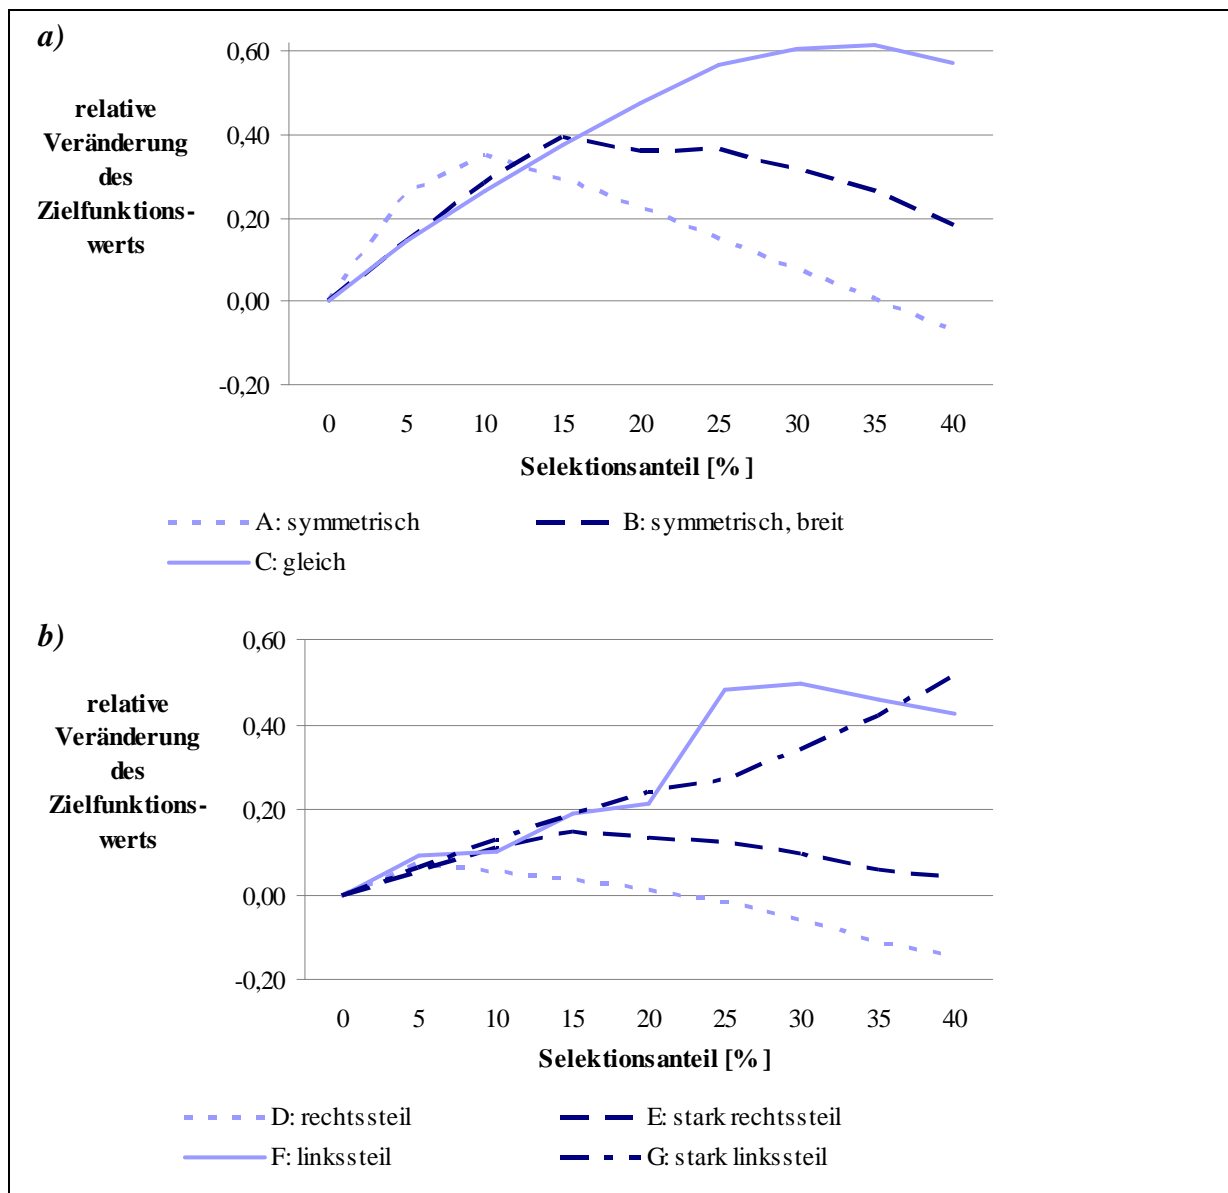 a)
relative
Veränderung
des
Zielfunktions-
werts
0,60
0,40
0,20
0,00
-0,20
0 5 10 15 20 25 30 35 40
Selektionsanteil [%]
A: symmetrisch B: symmetrisch, breit
C: gleich
b)
relative
Veränderung
des
Zielfunktions-
werts
0,60
0,40
0,20
0,00
-0,20
0 5 10 15 20 25 30 35 40
Selektionsanteil [%]
D: rechtssteil E: stark rechtssteil
F: linkssteil G: stark linkssteil